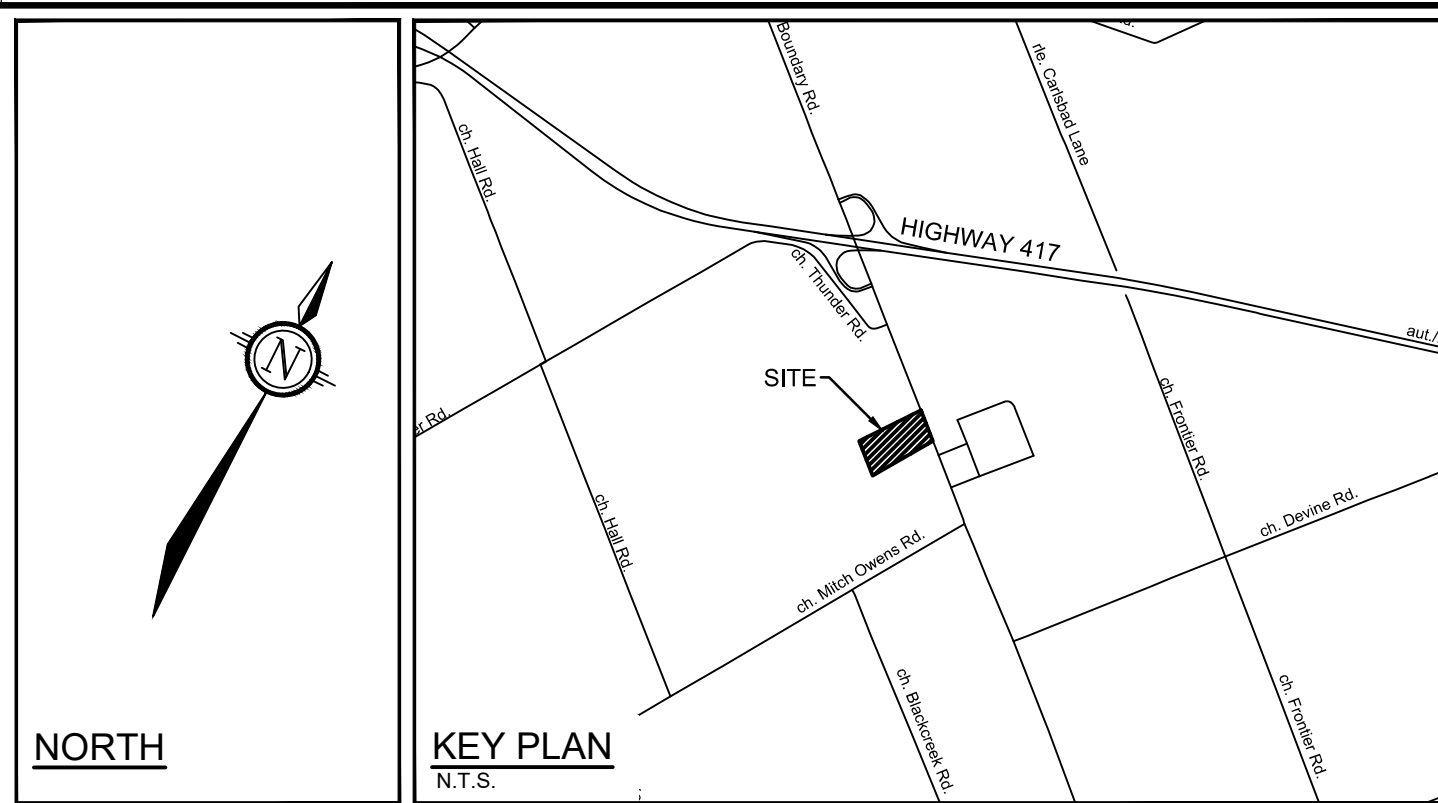 N
NORTH
Boundary Rd.
rle. Carlsbad Lane
ch. Hall Rd.
HIGHWAY 417
ch. Thunder Rd.
aut./
SITE
er Rd.
ch. Frontier Rd.
ch. Hall Rd.
ch. Devine Rd.
ch. Mitch Owens Rd.
ch. Blackcreek Rd.
ch. Frontier Rd.
KEY PLAN
N.T.S.